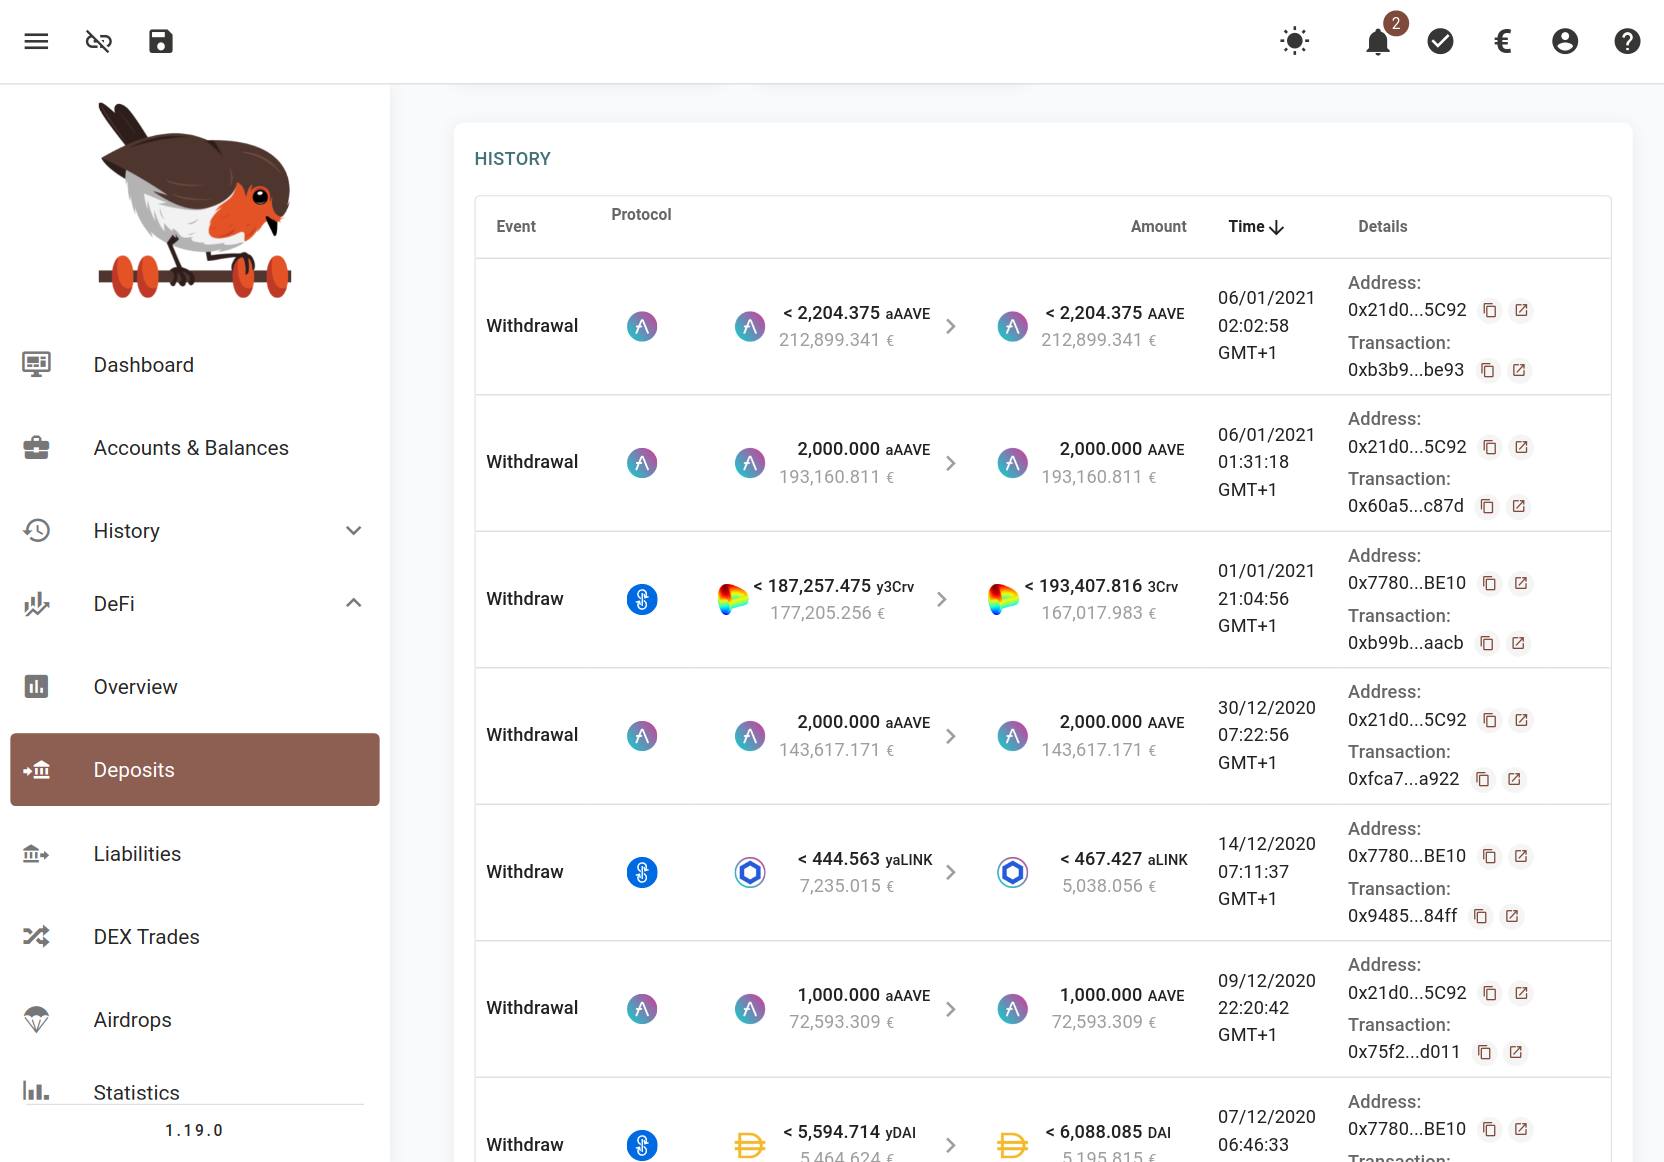 2
HISTORY
Event Protocol Amount Time Details
Withdrawal < 2,204.375 aAAVE < 2,204.375 AAVE 06/01/2021 Address:
212,899.341 € 212,899.341 € 02:02:58 0x21d0...5C92
GMT+1 Transaction:
0xb3b9...be93
Withdrawal 2,000.000 aAAVE 2,000.000 AAVE 06/01/2021 Address:
193,160.811 € 193,160.811 € 01:31:18 0x21d0...5C92
GMT+1 Transaction:
0x60a5...c87d
Withdraw < 187,257.475 y3Crv < 193,407.816 3Crv 01/01/2021 Address:
177,205.256 € 167,017.983 € 21:04:56 0x7780...BE10
GMT+1 Transaction:
0xb99b...aacb
Withdrawal 2,000.000 aAAVE 2,000.000 AAVE 30/12/2020 Address:
143,617.171 € 143,617.171 € 07:22:56 0x21d0...5C92
GMT+1 Transaction:
0xfca7...a922
Withdraw < 444.563 yaLINK < 467.427 aLINK 14/12/2020 Address:
7,235.015 € 5,038.056 € 07:11:37 0x7780...BE10
GMT+1 Transaction:
0x9485...84ff
Withdrawal 1,000.000 aAAVE 1,000.000 AAVE 09/12/2020 Address:
72,593.309 € 72,593.309 € 22:20:42 0x21d0...5C92
GMT+1 Transaction:
0x75f2...d011
Withdraw < 5,594.714 yDAI < 6,088.085 DAI 07/12/2020 Address:
5,464.624 € 5,195.815 € 06:46:33 0x7780...BE10
Transaction:
Dashboard
Accounts & Balances
History
DeFi
Overview
Deposits
Liabilities
DEX Trades
Airdrops
Statistics
1.19.0